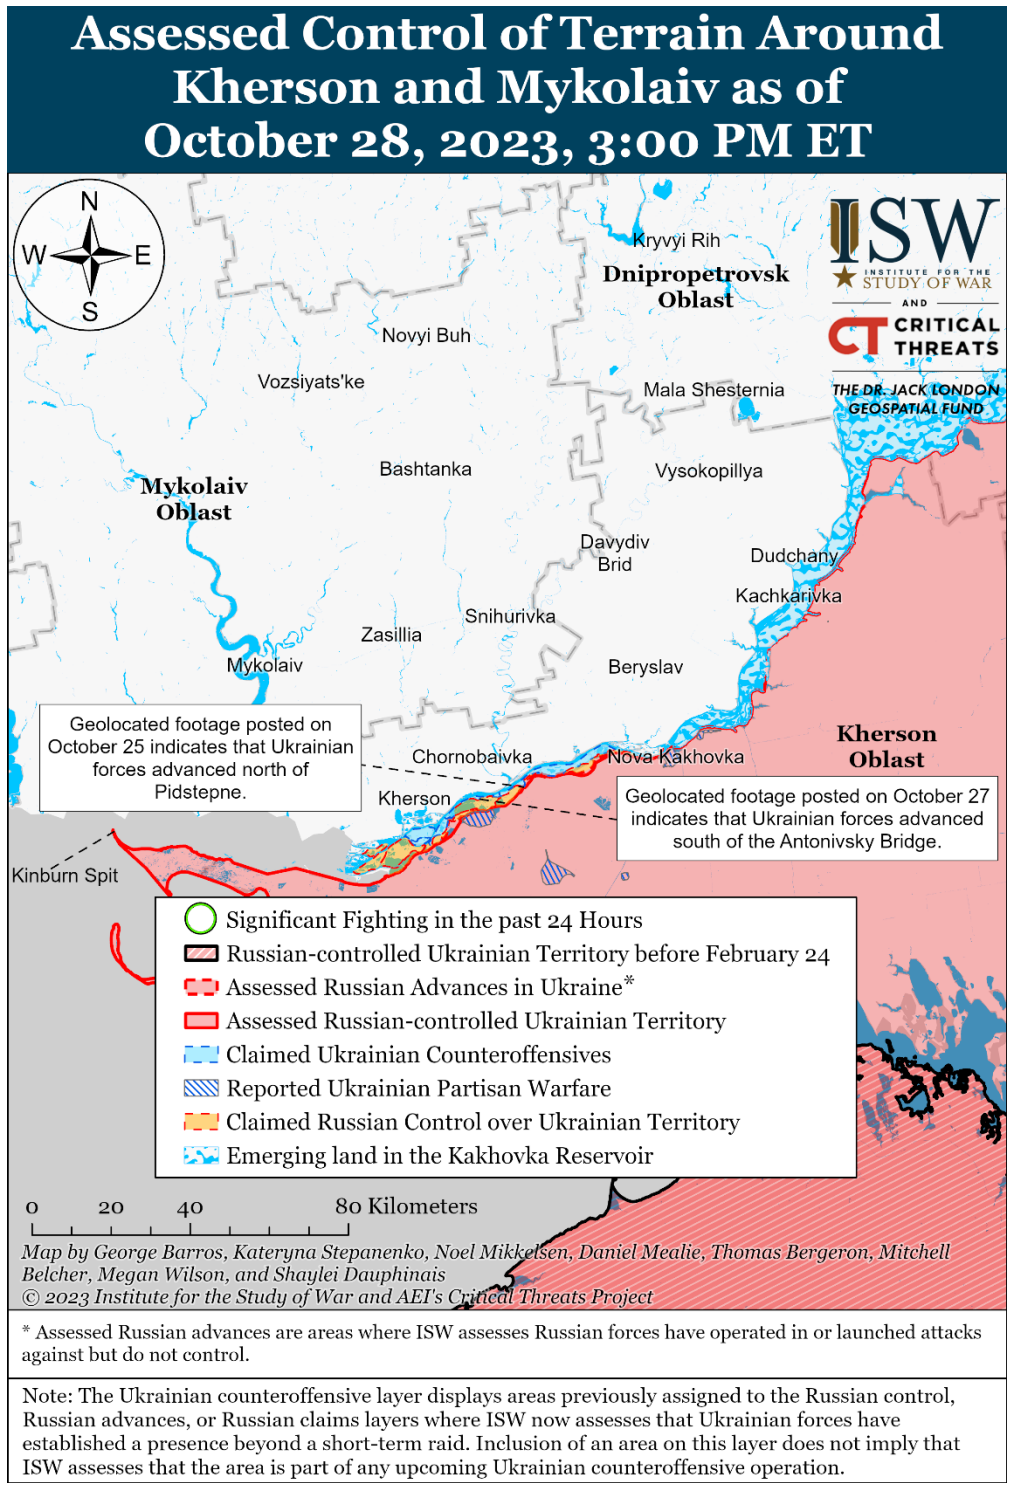 Assessed Control of Terrain Around
Kherson and Mykolaiv as of
October 28, 2023, 3:00 PM ET
N
W
E
S
ISW
INSTITUTE FOR THE
STUDY OF WAR
AND
CT CRITICAL
THREATS
THE DR. JACK LONDON
GEOSPATIAL FUND
Kryvyi Rih
Dnipropetrovsk
Oblast
Novyi Buh
Vozsiyats'ke
Mala Shesternia
Bashtanka
Vysokopillya
Mykolaiv
Oblast
Davydiv
Brid
Dudchany
Kachkarivka
Snihurivka
Zasillia
Mykolaiv
Beryslav
Geolocated footage posted on
October 25 indicates that Ukrainian
forces advanced north of
Pidstepne.
Chornobaivka
Nova Kakhovka
Kherson
Oblast
Kherson
Geolocated footage posted on October 27
indicates that Ukrainian forces advanced
south of the Antonivsky Bridge.
Kinburn Spit
Significant Fighting in the past 24 Hours
Russian-controlled Ukrainian Territory before February 24
Assessed Russian Advances in Ukraine*
Assessed Russian-controlled Ukrainian Territory
Claimed Ukrainian Counteroffensives
Reported Ukrainian Partisan Warfare
Claimed Russian Control over Ukrainian Territory
Emerging land in the Kakhovka Reservoir
0 20 40 80 Kilometers
Map by George Barros, Kateryna Stepanenko, Noel Mikkelsen, Daniel Mealie, Thomas Bergeron, Mitchell
Belcher, Megan Wilson, and Shaylei Dauphinais
© 2023 Institute for the Study of War and AEI's Critical Threats Project
* Assessed Russian advances are areas where ISW assesses Russian forces have operated in or launched attacks
against but do not control.
Note: The Ukrainian counteroffensive layer displays areas previously assigned to the Russian control,
Russian advances, or Russian claims layers where ISW now assesses that Ukrainian forces have
established a presence beyond a short-term raid. Inclusion of an area on this layer does not imply that
ISW assesses that the area is part of any upcoming Ukrainian counteroffensive operation.